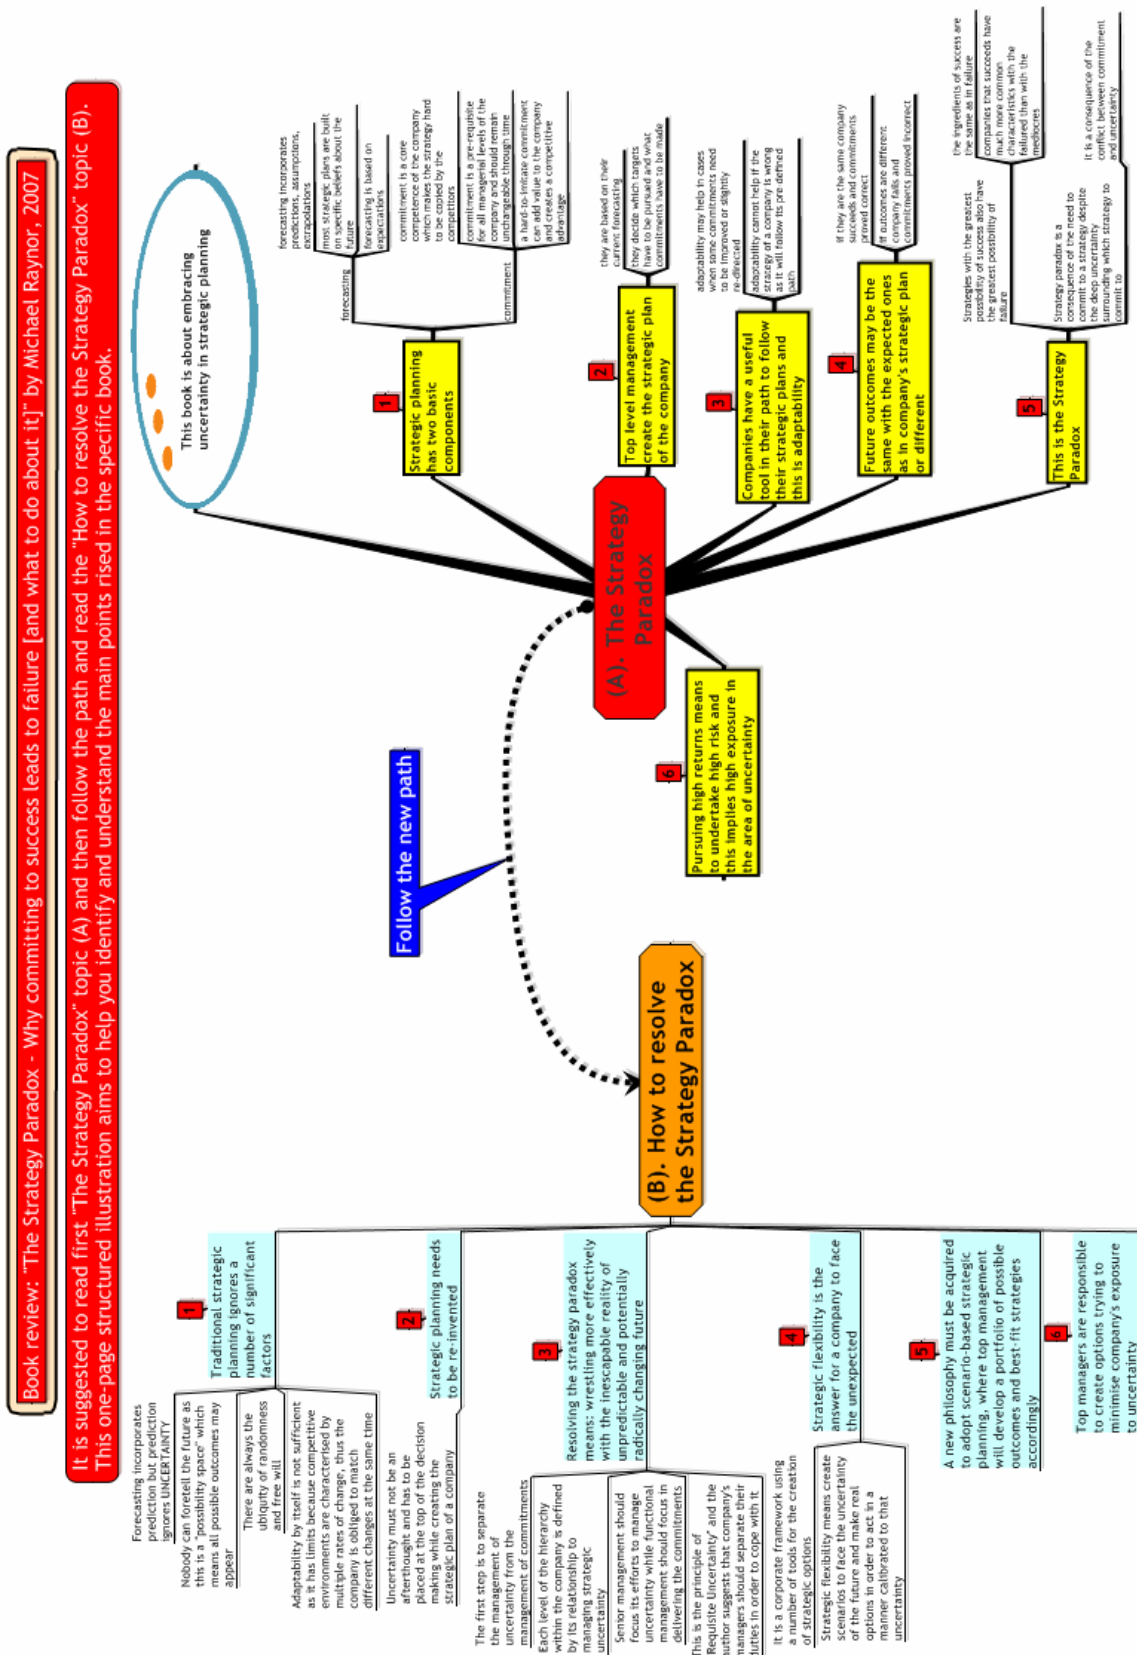 Book review: "The Strategy Paradox - Why committing to success leads to failure [and what to do about it]" by Michael Raynor, 2007
It is suggested to read first "The Strategy Paradox" topic (A) and then follow the path and read the "How to resolve the Strategy Paradox" topic (B).
This one-page structured illustration aims to help you identify and understand the main points rised in the specific book.
This book is about embracing
uncertainty in strategic planning
(A). The Strategy
Paradox
1
Strategic planning
has two basic
components
forecasting
forecasting incorporates
predictions, assumptions,
extrapolations
most strategic plans are built
on specific beliefs about the
future
forecasting is based on
expectations
commitment
commitment is a core
competence of the company
which makes the strategy hard
to be copied by the
competitors
commitment is a pre-requisite
for all managerial levels of the
company and should remain
unchangeable through time
a hard-to-imitate commitment
can add value to the company
and creates a competitive
advantage
2
Top level management
create the strategic plan
of the company
they are based on their
current forecasting
they decide which targets
have to be pursued and what
commitments have to be made
3
Companies have a useful
tool in their path to follow
their strategic plans and
this is adaptability
adaptability may help in cases
when some commitments need
to be improved or slightly
re-directed
adaptability cannot help if the
strategy of a company is wrong
as it will follow its pre-defined
path
4
Future outcomes may be the
same with the expected ones
as in company's strategic plan
or different
if they are the same company
succeeds and commitments
proved correct
if outcomes are different
company fails and
commitments proved incorrect
5
This is the Strategy
Paradox
Strategies with the greatest
possibility of success also have
the greatest possibility of
failure
the ingredients of success are
the same as in failure
companies that succeeds have
much more common
characteristics with the
failured than with the
mediocres
Strategy paradox is a
consequence of the need to
commit to a strategy despite
the deep uncertainty
surrounding which strategy to
commit to
it is a consequence of the
conflict between commitment
and uncertainty
6
Pursuing high returns means
to undertake high risk and
this implies high exposure in
the area of uncertainty
Follow the new path
(B). How to resolve
the Strategy Paradox
1
Traditional strategic
planning ignores a
number of significant
factors
Forecasting incorporates
prediction but prediction
ignores UNCERTAINTY
Nobody can foretell the future as
this is a "possibility space" which
means all possible outcomes may
appear
There are always the
ubiquity of randomness
and free will
Adaptability by itself is not sufficient
as it has limits because competitive
environments are characterised by
multiple rates of change, thus the
company is obliged to match
different changes at the same time
2
Strategic planning needs
to be re-invented
Uncertainty must not be an
afterthought and has to be
placed at the top of the decision
making while creating the
strategic plan of a company
3
Resolving the strategy paradox
means: wrestling more effectively
with the inescapable reality of
unpredictable and potentially
radically changing future
The first step is to separate
the management of
uncertainty from the
management of commitments
Each level of the hierarchy
within the company is defined
by its relationship to
managing strategic
uncertainty
Senior management should
focus its efforts to manage
uncertainty while functional
management should focus in
delivering the commitments
This is the principle of
"Requisite Uncertainty" and the
author suggests that company's
managers should separate their
duties in order to cope with it
4
Strategic flexibility is the
answer for a company to face
the unexpected
It is a corporate framework using
a number of tools for the creation
of strategic options
Strategic flexibility means create
scenarios to face the uncertainty
of the future and make real
options in order to act in a
manner calibrated to that
uncertainty
5
A new philosophy must be acquired
to adopt scenario-based strategic
planning, where top management
will develop a portfolio of possible
outcomes and best-fit strategies
accordingly
6
Top managers are responsible
to create options trying to
minimise company's exposure
to uncertainty